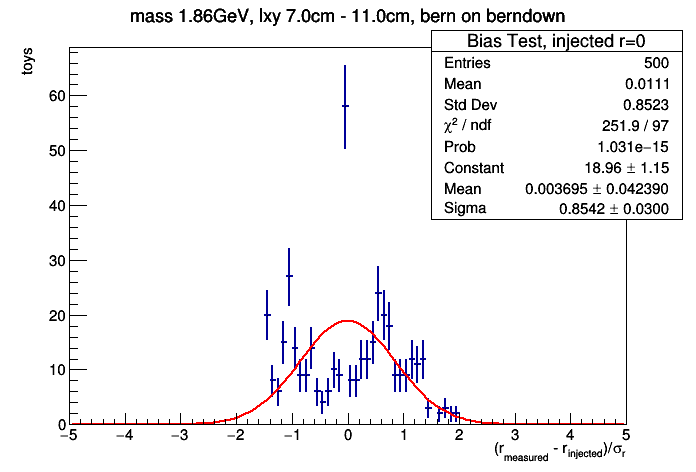 mass 1.86GeV, lxy 7.0cm - 11.0cm, bern on berndown
toys
Bias Test, injected r=0
Entries 500
Mean 0.0111
Std Dev 0.8523
χ² / ndf 251.9 / 97
Prob 1.031e−15
Constant 18.96 ± 1.15
Mean 0.003695 ± 0.042390
Sigma 0.8542 ± 0.0300
60
50
40
30
20
10
0
−5 −4 −3 −2 −1 0 1 2 3 4 5
(r_measured - r_injected)/σ_r